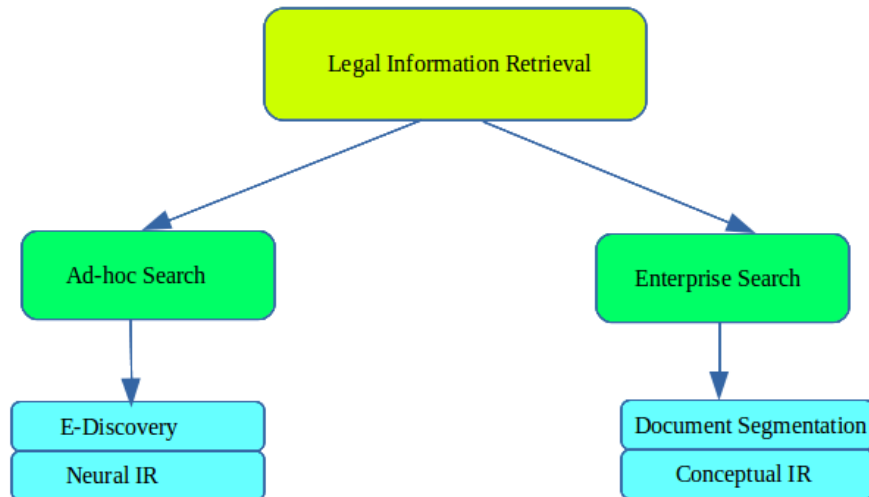 Legal Information Retrieval
Ad-hoc Search
Enterprise Search
E-Discovery
Neural IR
Document Segmentation
Conceptual IR